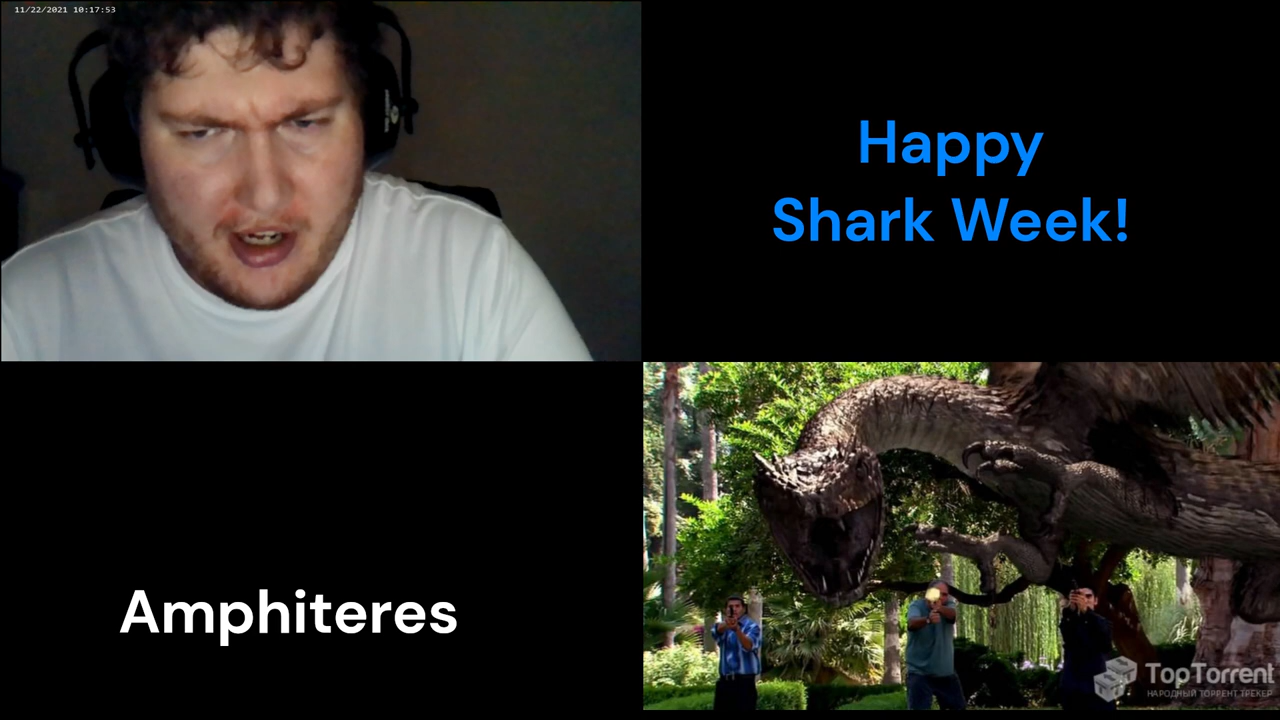 11/22/2021 10:17:53
Happy
Shark Week!
Amphiteres
TopTorrent
НАРОДНЫЙ ТОРРЕНТ ТРЕКЕР